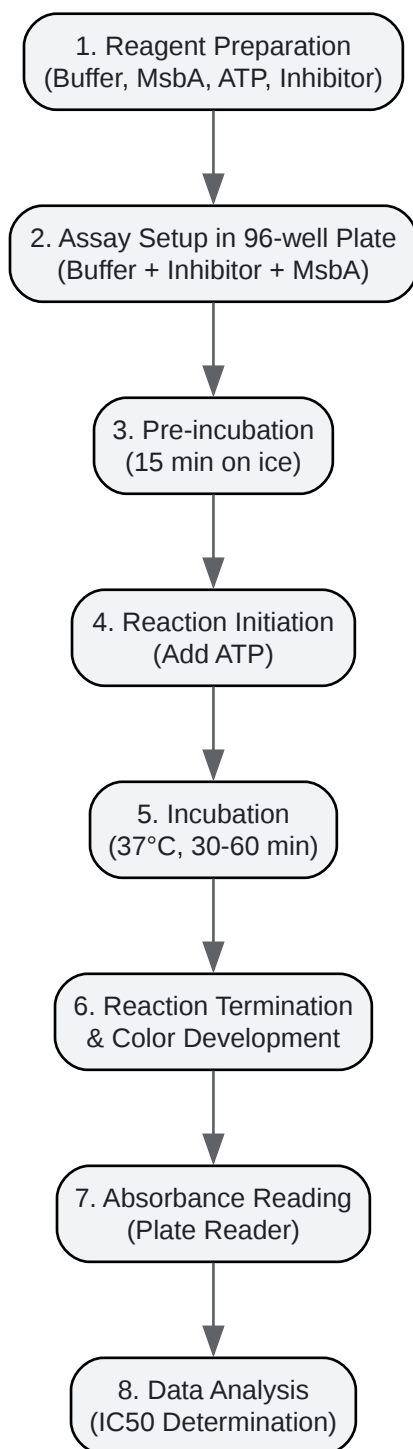 1. Reagent Preparation
(Buffer, MsbA, ATP, Inhibitor)
2. Assay Setup in 96-well Plate
(Buffer + Inhibitor + MsbA)
3. Pre-incubation
(15 min on ice)
4. Reaction Initiation
(Add ATP)
5. Incubation
(37°C, 30-60 min)
6. Reaction Termination
& Color Development
7. Absorbance Reading
(Plate Reader)
8. Data Analysis
(IC50 Determination)